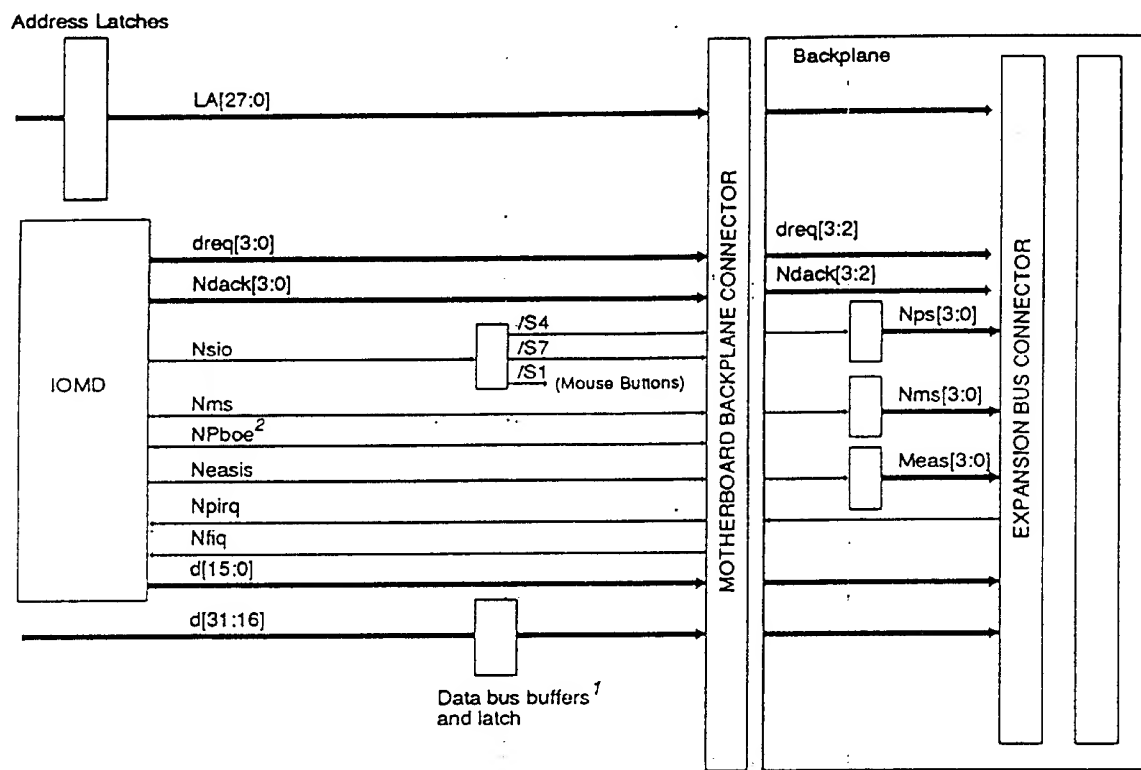 Address Latches
Backplane
LA[27:0]
MOTHERBOARD BACKPLANE CONNECTOR
EXPANSION BUS CONNECTOR
dreq[3:0]
dreq[3:2]
Ndack[3:0]
Ndack[3:2]
/S4
Nps[3:0]
Nsio
/S7
/S1 (Mouse Buttons)
IOMD
Nms
Nms[3:0]
NPboe2
Neasis
Meas[3:0]
Npirq
Nfiq
d[15:0]
d[31:16]
Data bus buffers1
and latch